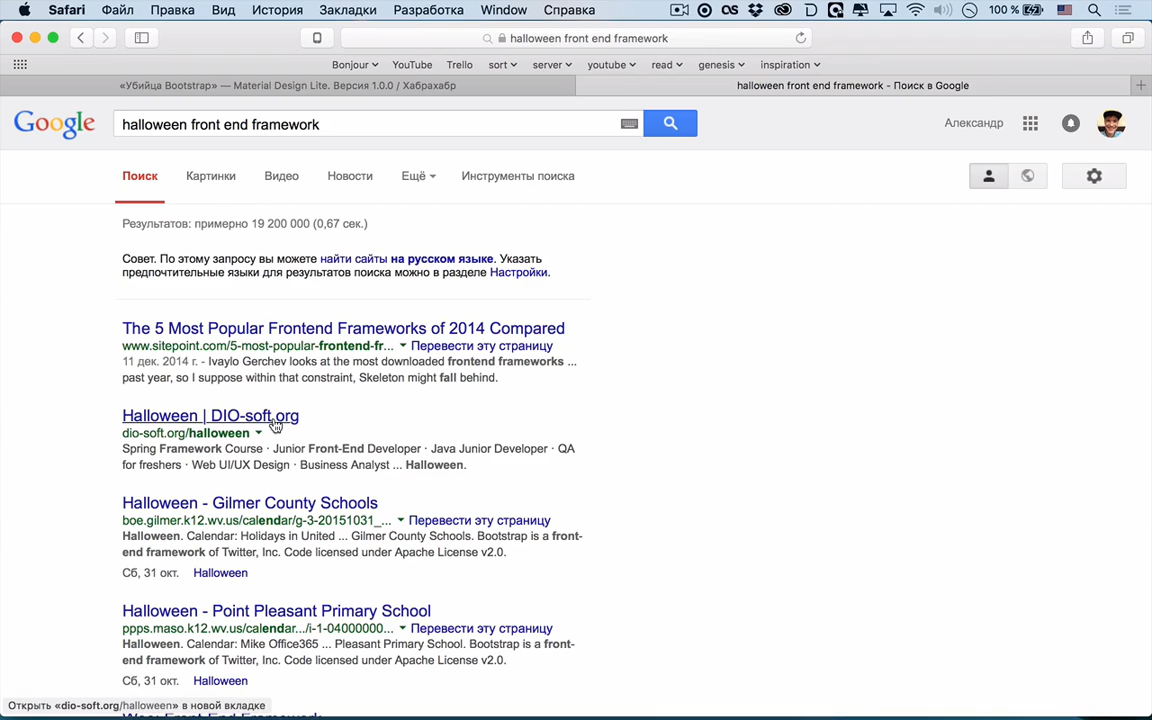 Safari Файл Правка Вид История Закладки Разработка Window Справка 100 %
halloween front end framework
Bonjour YouTube Trello sort server youtube read genesis inspiration
«Убийца Bootstrap» — Material Design Lite. Версия 1.0.0 / Хабрахабр
halloween front end framework - Поиск в Google
Google halloween front end framework Александр
Поиск Картинки Видео Новости Ещё Инструменты поиска
Результатов: примерно 19 200 000 (0,67 сек.)
Совет. По этому запросу вы можете найти сайты на русском языке. Указать
предпочтительные языки для результатов поиска можно в разделе Настройки.
The 5 Most Popular Frontend Frameworks of 2014 Compared
www.sitepoint.com/5-most-popular-frontend-fr... Перевести эту страницу
11 дек. 2014 г. - Ivaylo Gerchev looks at the most downloaded frontend frameworks ...
past year, so I suppose within that constraint, Skeleton might fall behind.
Halloween | DIO-soft.org
dio-soft.org/halloween
Spring Framework Course · Junior Front-End Developer · Java Junior Developer · QA
for freshers · Web UI/UX Design · Business Analyst ... Halloween.
Halloween - Gilmer County Schools
boe.gilmer.k12.wv.us/calendar/g-3-20151031_... Перевести эту страницу
Halloween. Calendar: Holidays in United ... Gilmer County Schools. Bootstrap is a front-
end framework of Twitter, Inc. Code licensed under Apache License v2.0.
Сб, 31 окт. Halloween
Halloween - Point Pleasant Primary School
ppps.maso.k12.wv.us/calendar.../i-1-04000000... Перевести эту страницу
Halloween. Calendar: Mike Office365 ... Pleasant Primary School. Bootstrap is a front-
end framework of Twitter, Inc. Code licensed under Apache License v2.0.
Сб, 31 окт. Halloween
Открыть «dio-soft.org/halloween» в новой вкладке